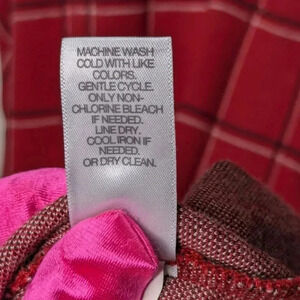 MACHINE WASH
COLD WITH LIKE
COLORS.
GENTLE CYCLE.
ONLY NON-
CHLORINE BLEACH
IF NEEDED.
LINE DRY.
COOL IRON IF
NEEDED.
OR DRY CLEAN.